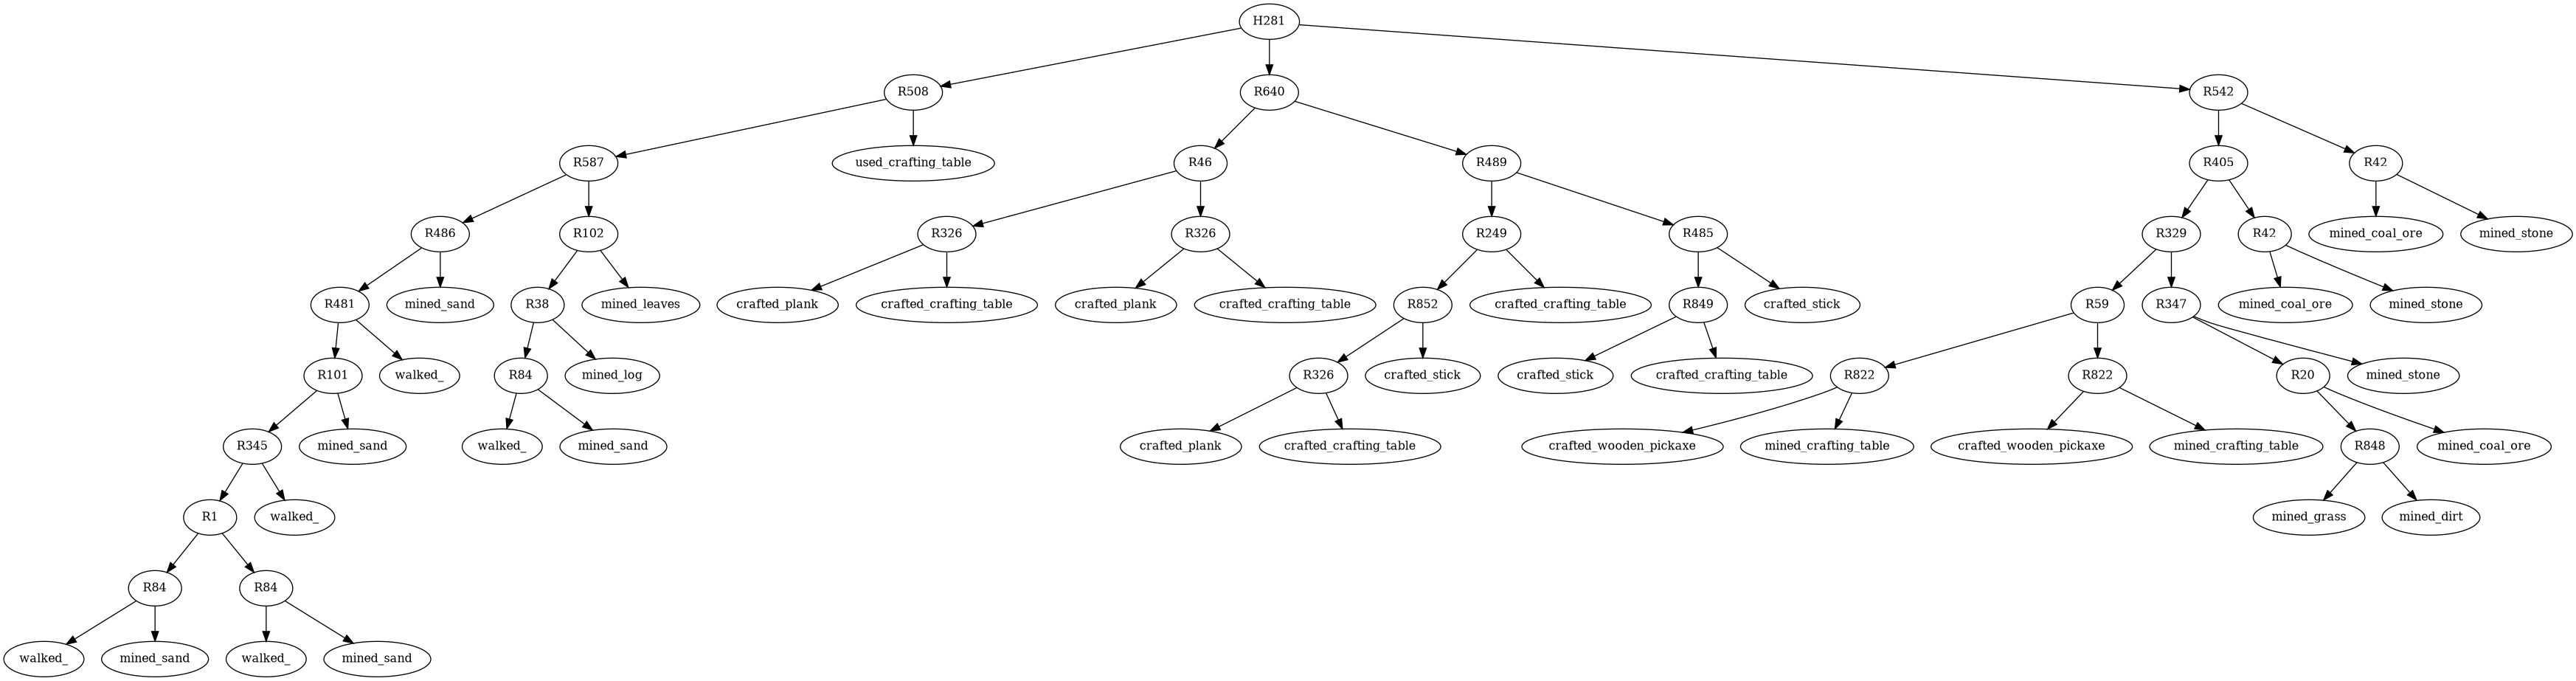 H281
R508
R640
R542
R587
used_crafting_table
R46
R489
R405
R42
R486
R102
R326
R326
R249
R485
R329
R42
mined_coal_ore
mined_stone
R481
mined_sand
R38
mined_leaves
crafted_plank
crafted_crafting_table
crafted_plank
crafted_crafting_table
R852
crafted_crafting_table
R849
crafted_stick
R59
R347
mined_coal_ore
mined_stone
R101
walked_
R84
mined_log
R326
crafted_stick
crafted_stick
crafted_crafting_table
R822
R822
R20
mined_stone
R345
mined_sand
walked_
mined_sand
crafted_plank
crafted_crafting_table
crafted_wooden_pickaxe
mined_crafting_table
crafted_wooden_pickaxe
mined_crafting_table
R848
mined_coal_ore
R1
walked_
mined_grass
mined_dirt
R84
R84
walked_
mined_sand
walked_
mined_sand